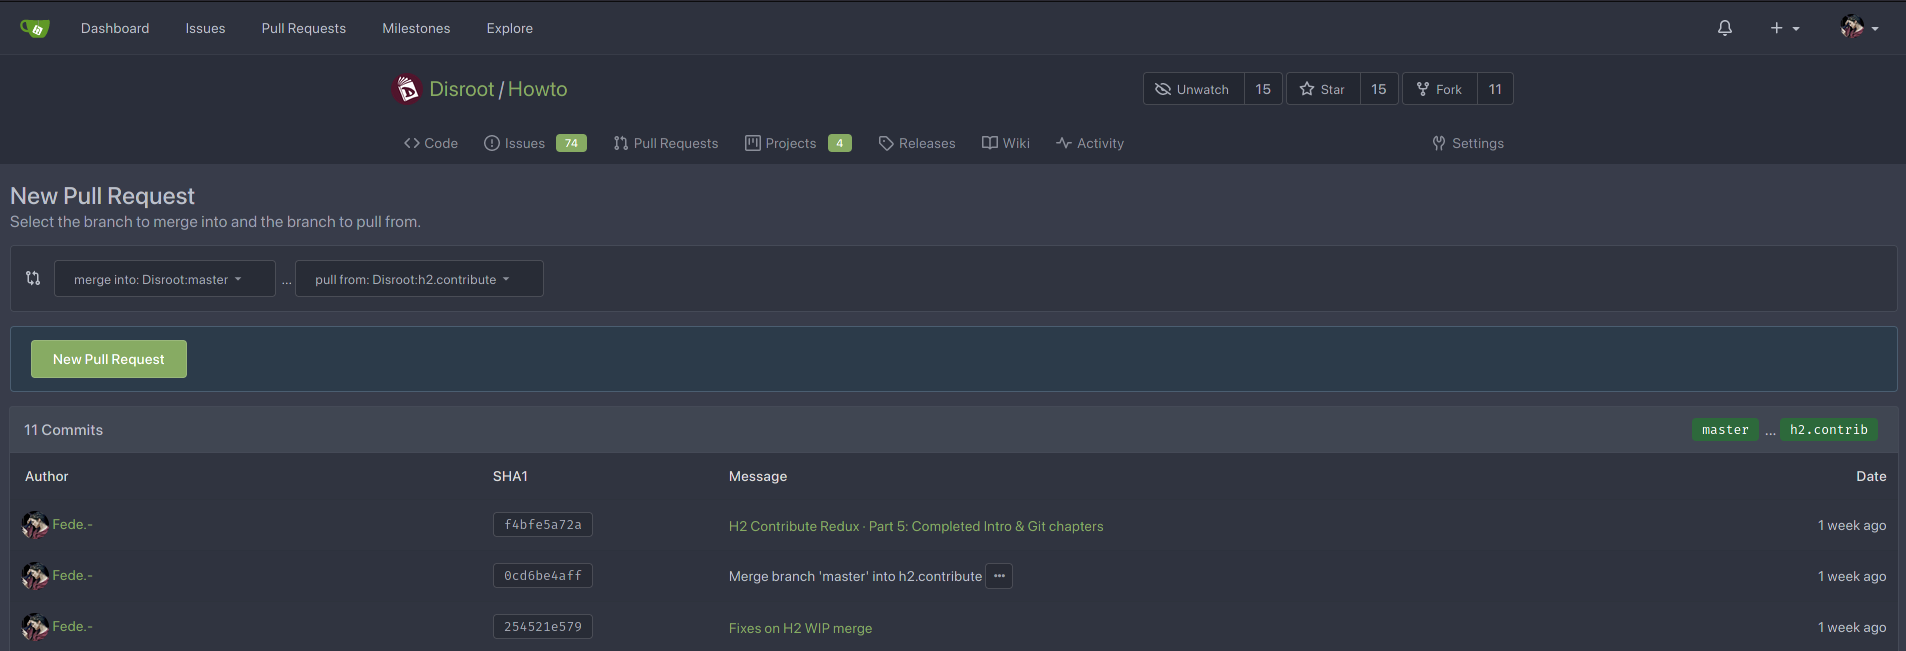 Dashboard Issues Pull Requests Milestones Explore
Disroot / Howto Unwatch 15 Star 15 Fork 11
Code Issues 74 Pull Requests Projects 4 Releases Wiki Activity Settings
New Pull Request
Select the branch to merge into and the branch to pull from.
merge into: Disroot:master ... pull from: Disroot:h2.contribute
New Pull Request
11 Commits master ... h2.contrib
Author SHA1 Message Date
Fede.- f4bfe5a72a H2 Contribute Redux · Part 5: Completed Intro & Git chapters 1 week ago
Fede.- 0cd6be4aff Merge branch 'master' into h2.contribute ... 1 week ago
Fede.- 254521e579 Fixes on H2 WIP merge 1 week ago